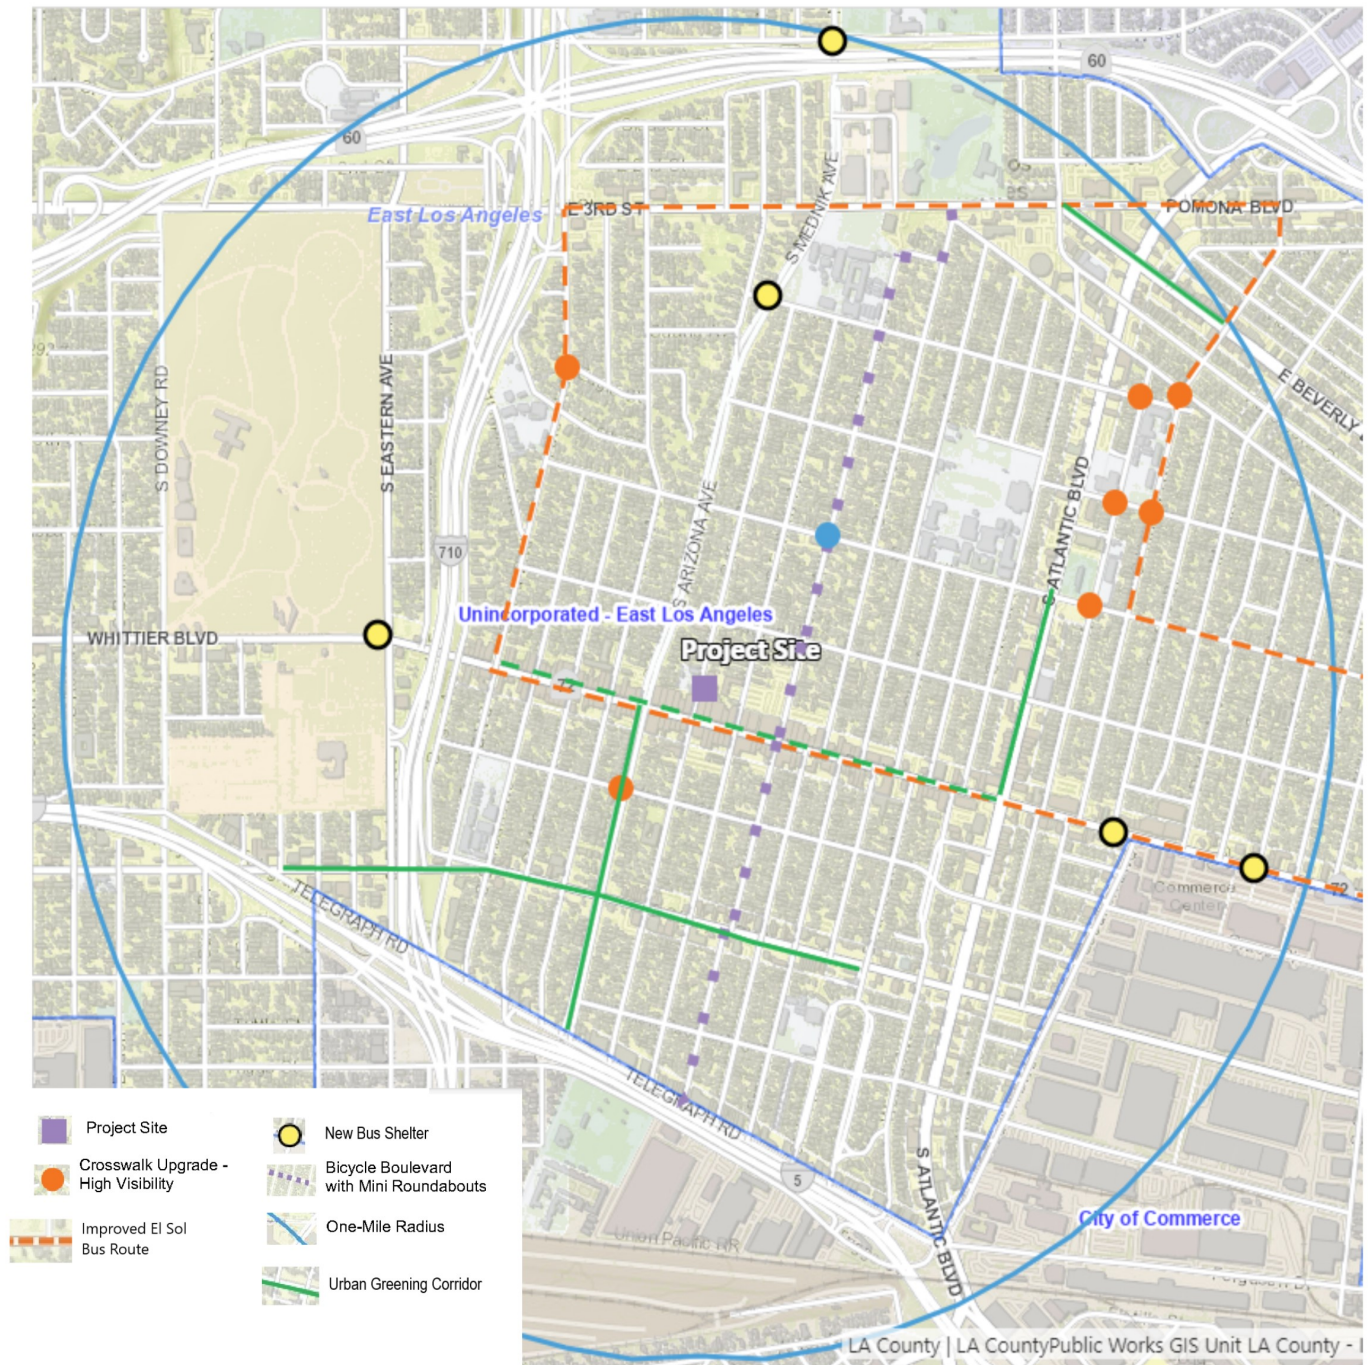 60
60
East Los Angeles
E 3RD ST
POMONA BLVD
S MEDNIK AVE
S DOWNEY RD
S EASTERN AVE
E BEVERLY
710
S ARIZONA AVE
S ATLANTIC BLVD
Unincorporated - East Los Angeles
WHITTIER BLVD
Project Site
72
72
Commerce
Center
TELEGRAPH RD
TELEGRAPH RD
5
S ATLANTIC BLVD
City of Commerce
Union Pacific RR
Project Site
New Bus Shelter
Crosswalk Upgrade -
High Visibility
Bicycle Boulevard
with Mini Roundabouts
Improved El Sol
Bus Route
One-Mile Radius
Urban Greening Corridor
LA County | LA CountyPublic Works GIS Unit LA County -